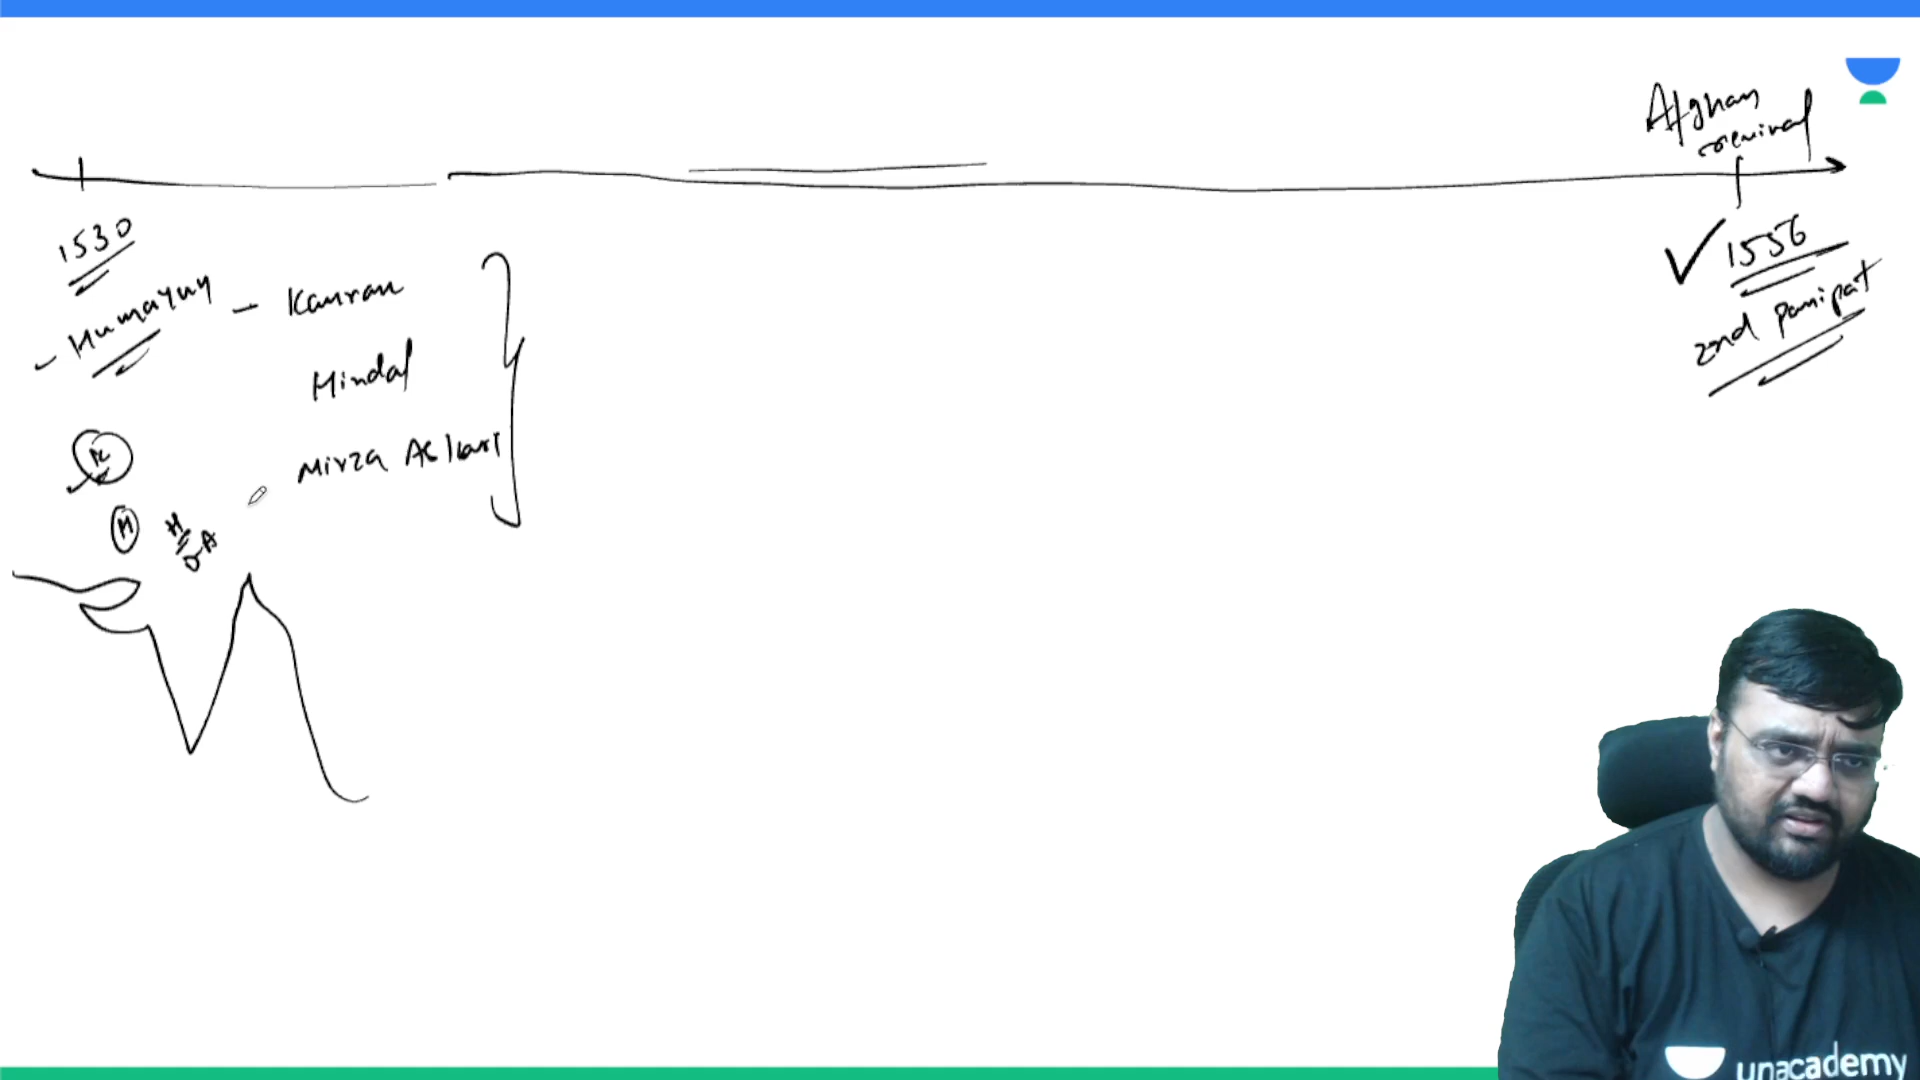 Afghan
revival
1530
1556
2nd panipat
- Humayun - Kamran
Hindal
Mirza Askari
K
M
H
A
unacademy